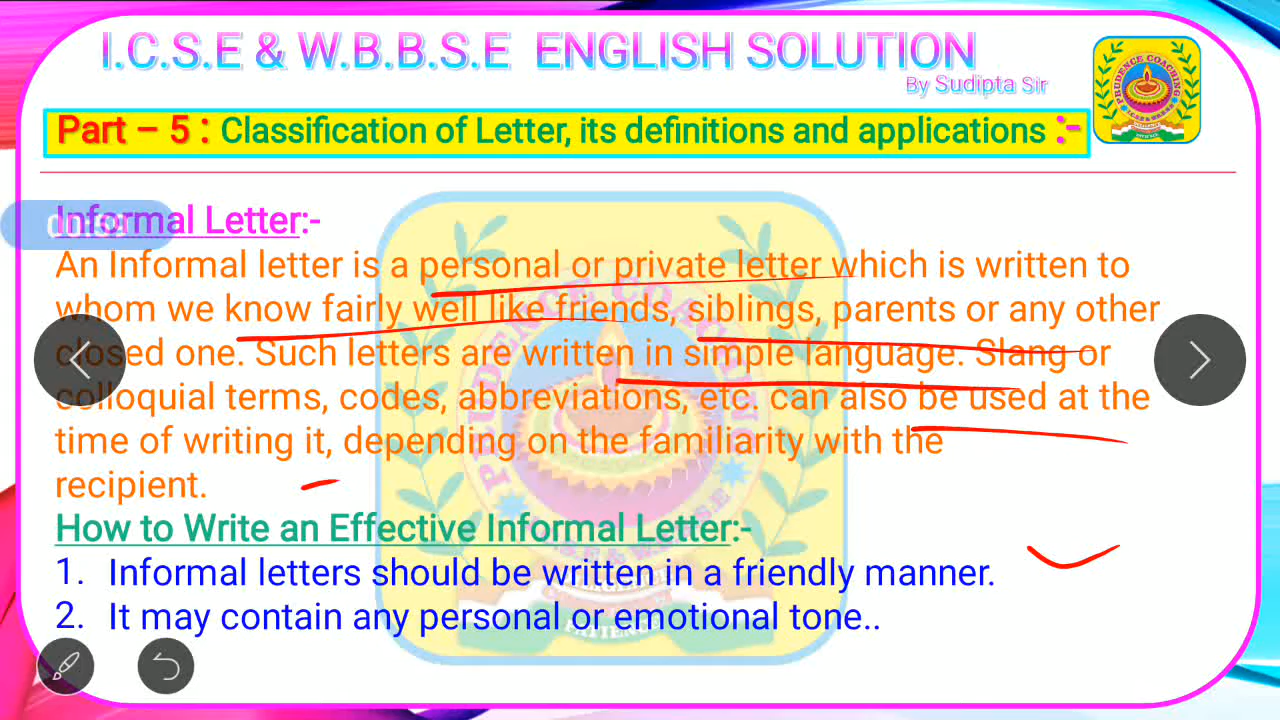 I.C.S.E & W.B.B.S.E ENGLISH SOLUTION
By Sudipta Sir
PRUDENCE COACHING
Part – 5 : Classification of Letter, its definitions and applications :-
Informal Letter:-
An Informal letter is a personal or private letter which is written to
whom we know fairly well like friends, siblings, parents or any other
closed one. Such letters are written in simple language. Slang or
colloquial terms, codes, abbreviations, etc. can also be used at the
time of writing it, depending on the familiarity with the
recipient.
How to Write an Effective Informal Letter:-
1. Informal letters should be written in a friendly manner.
2. It may contain any personal or emotional tone..